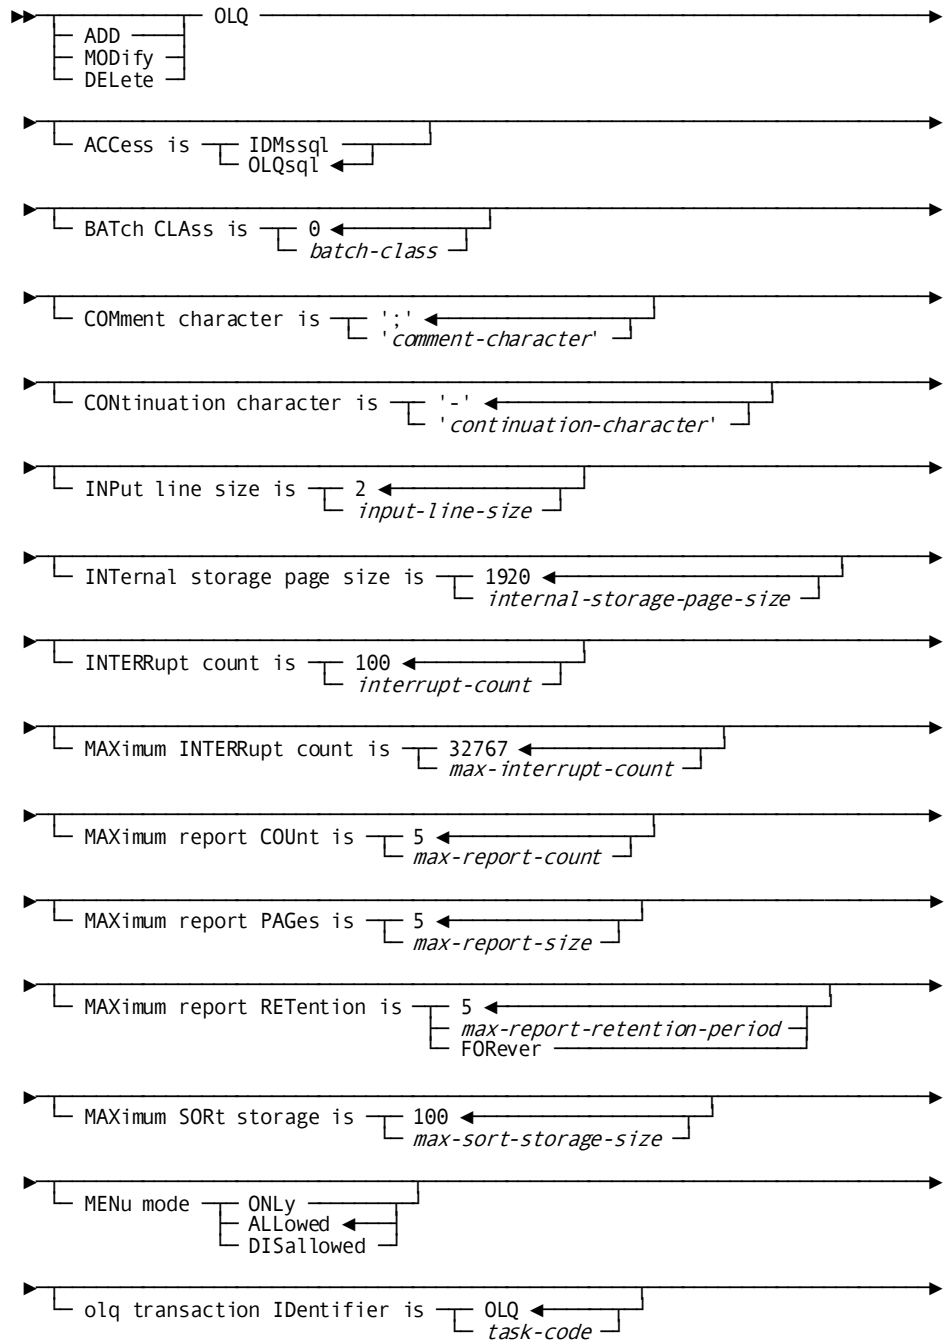 OLQ
ADD
MODify
DELete
ACCess is IDMssql
OLQsql
BATch CLAss is 0
batch-class
COMment character is ';'
'comment-character'
CONtinuation character is '-'
'continuation-character'
INPut line size is 2
input-line-size
INTernal storage page size is 1920
internal-storage-page-size
INTERRupt count is 100
interrupt-count
MAXimum INTERRupt count is 32767
max-interrupt-count
MAXimum report COUnt is 5
max-report-count
MAXimum report PAGes is 5
max-report-size
MAXimum report RETention is 5
max-report-retention-period
FORever
MAXimum SORt storage is 100
max-sort-storage-size
MENu mode ONLy
ALLowed
DISallowed
olq transaction IDentifier is OLQ
task-code